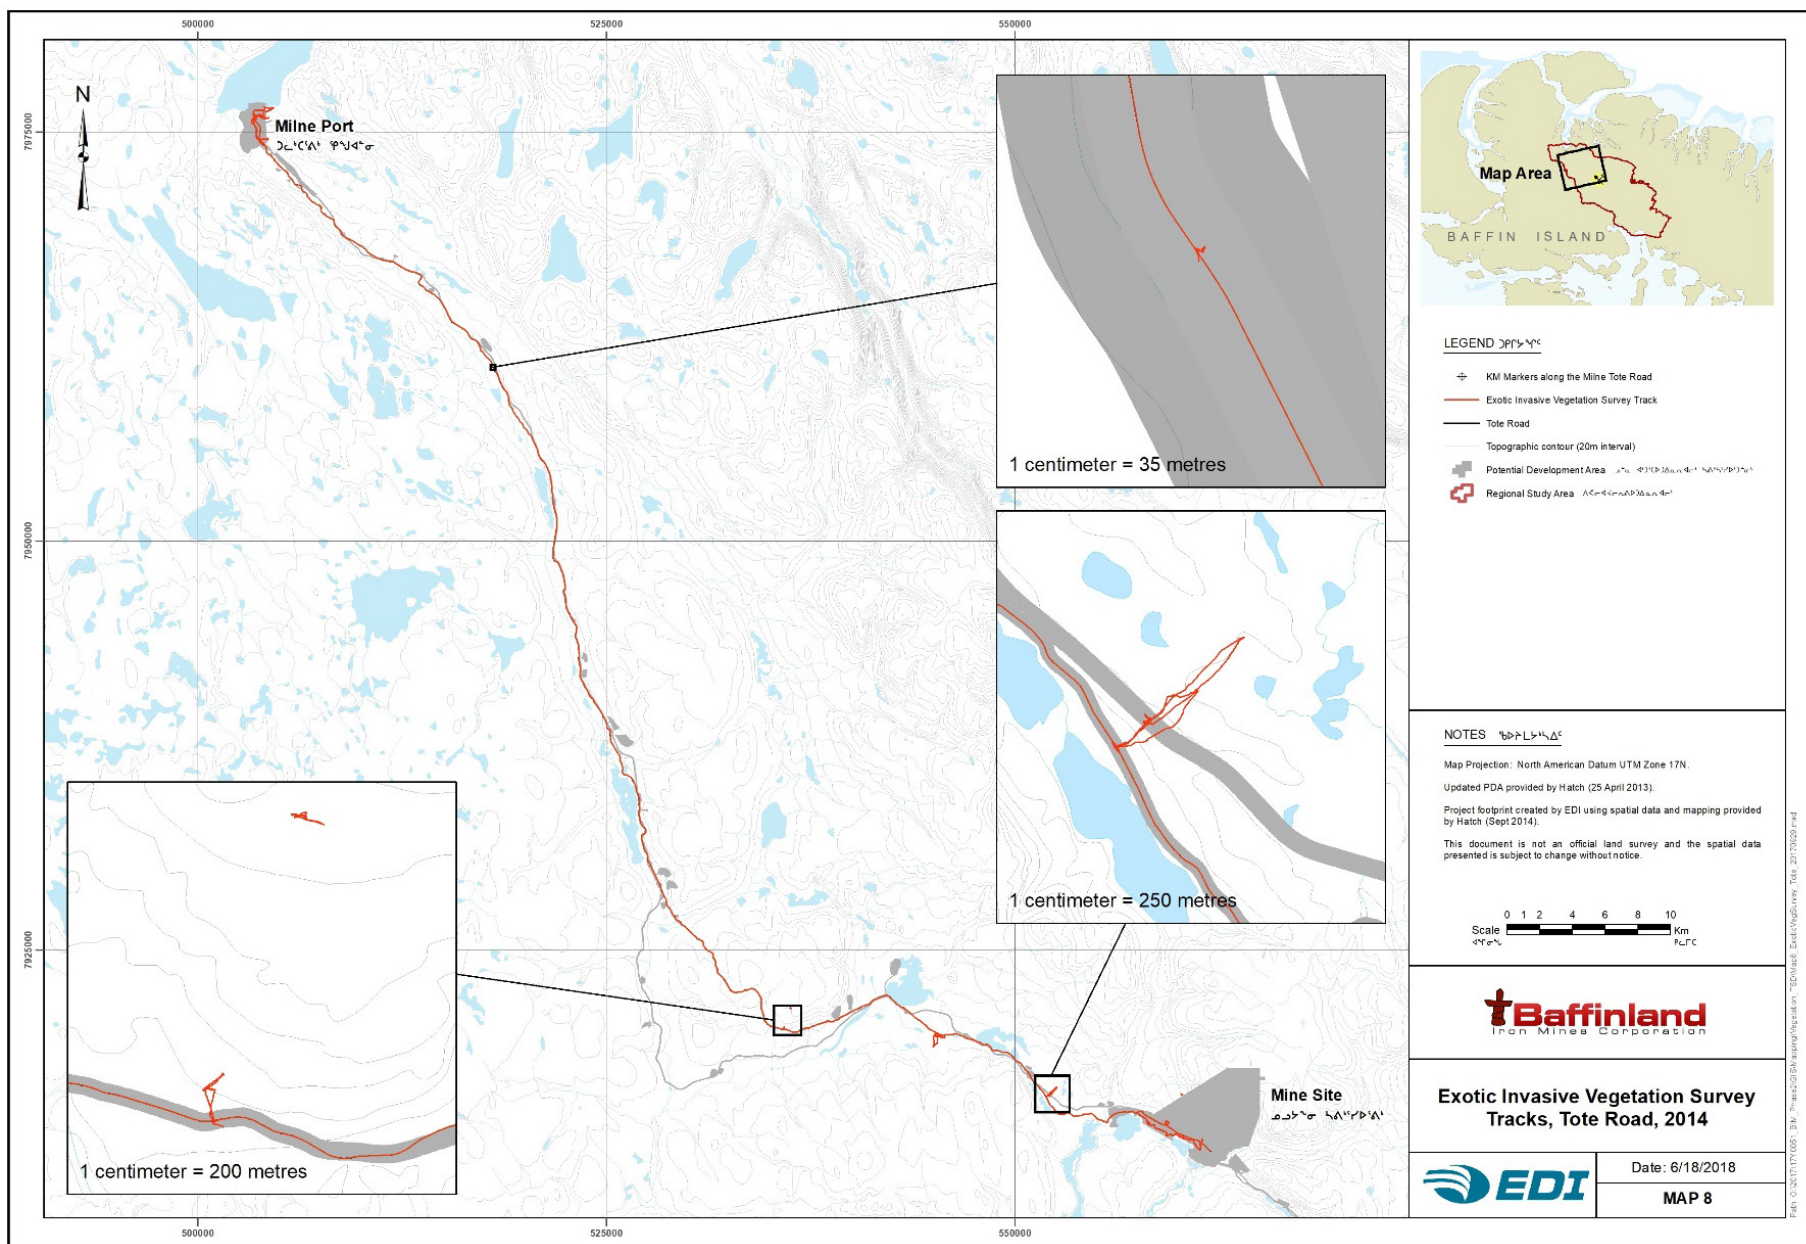 500000
525000
550000
7975000
7950000
7925000
500000
525000
550000
N
Milne Port
Mine Site
1 centimeter = 35 metres
1 centimeter = 250 metres
1 centimeter = 200 metres
Map Area
BAFFIN ISLAND
LEGEND
KM Markers along the Milne Tote Road
Exotic Invasive Vegetation Survey Track
Tote Road
Topographic contour (20m interval)
Potential Development Area
Regional Study Area
NOTES
Map Projection: North American Datum UTM Zone 17N.
Updated PDA provided by Hatch (25 April 2013).
Project footprint created by EDI using spatial data and mapping provided
by Hatch (Sept 2014).
This document is not an official land survey and the spatial data
presented is subject to change without notice.
0 1 2 4 6 8 10
Scale Km
ᑭᓚᒥᑕ
Baffinland
Iron Mines Corporation
Exotic Invasive Vegetation Survey
Tracks, Tote Road, 2014
EDI
Date: 6/18/2018
MAP 8